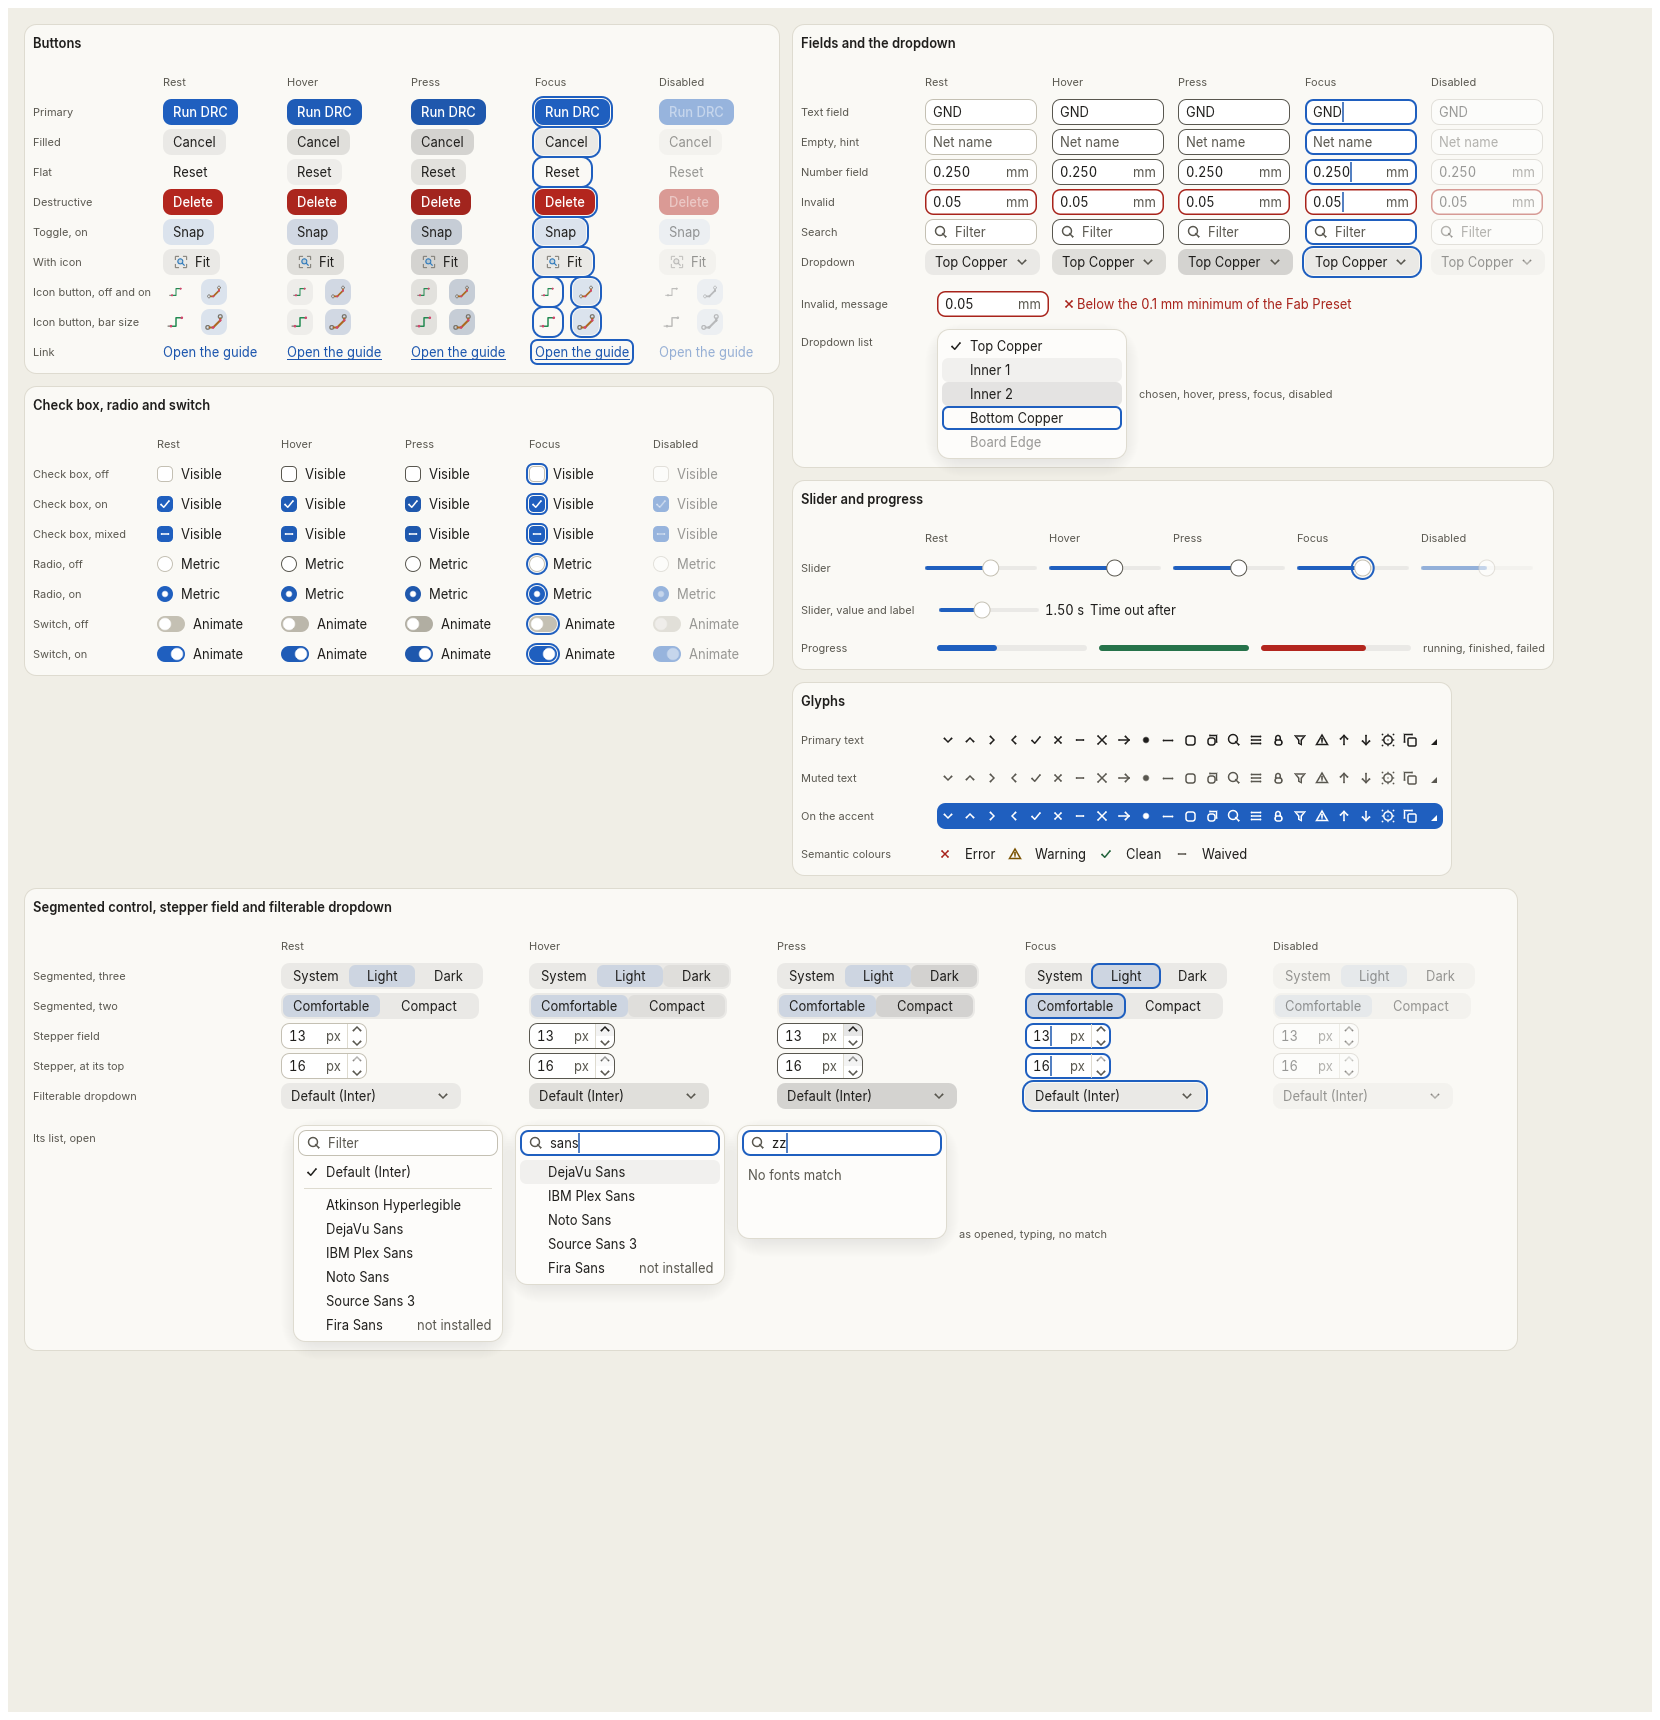 Buttons
Rest Hover Press Focus Disabled
Primary Run DRC Run DRC Run DRC Run DRC Run DRC
Filled Cancel Cancel Cancel Cancel Cancel
Flat Reset Reset Reset Reset Reset
Destructive Delete Delete Delete Delete Delete
Toggle, on Snap Snap Snap Snap Snap
With icon Fit Fit Fit Fit Fit
Icon button, off and on
Icon button, bar size
Link Open the guide Open the guide Open the guide Open the guide Open the guide
Check box, radio and switch
Rest Hover Press Focus Disabled
Check box, off Visible Visible Visible Visible Visible
Check box, on Visible Visible Visible Visible Visible
Check box, mixed Visible Visible Visible Visible Visible
Radio, off Metric Metric Metric Metric Metric
Radio, on Metric Metric Metric Metric Metric
Switch, off Animate Animate Animate Animate Animate
Switch, on Animate Animate Animate Animate Animate
Fields and the dropdown
Rest Hover Press Focus Disabled
Text field GND GND GND GND GND
Empty, hint Net name Net name Net name Net name Net name
Number field 0.250 mm 0.250 mm 0.250 mm 0.250 mm 0.250 mm
Invalid 0.05 mm 0.05 mm 0.05 mm 0.05 mm 0.05 mm
Search Filter Filter Filter Filter Filter
Dropdown Top Copper Top Copper Top Copper Top Copper Top Copper
Invalid, message 0.05 mm Below the 0.1 mm minimum of the Fab Preset
Dropdown list Top Copper
Inner 1
Inner 2 chosen, hover, press, focus, disabled
Bottom Copper
Board Edge
Slider and progress
Rest Hover Press Focus Disabled
Slider
Slider, value and label 1.50 s Time out after
Progress running, finished, failed
Glyphs
Primary text
Muted text
On the accent
Semantic colours Error Warning Clean Waived
Segmented control, stepper field and filterable dropdown
Rest Hover Press Focus Disabled
Segmented, three System Light Dark System Light Dark System Light Dark System Light Dark System Light Dark
Segmented, two Comfortable Compact Comfortable Compact Comfortable Compact Comfortable Compact Comfortable Compact
Stepper field 13 px 13 px 13 px 13 px 13 px
Stepper, at its top 16 px 16 px 16 px 16 px 16 px
Filterable dropdown Default (Inter) Default (Inter) Default (Inter) Default (Inter) Default (Inter)
Its list, open
Filter
Default (Inter)
Atkinson Hyperlegible
DejaVu Sans
IBM Plex Sans
Noto Sans
Source Sans 3
Fira Sans not installed
sans
DejaVu Sans
IBM Plex Sans
Noto Sans
Source Sans 3
Fira Sans not installed
zz
No fonts match
as opened, typing, no match